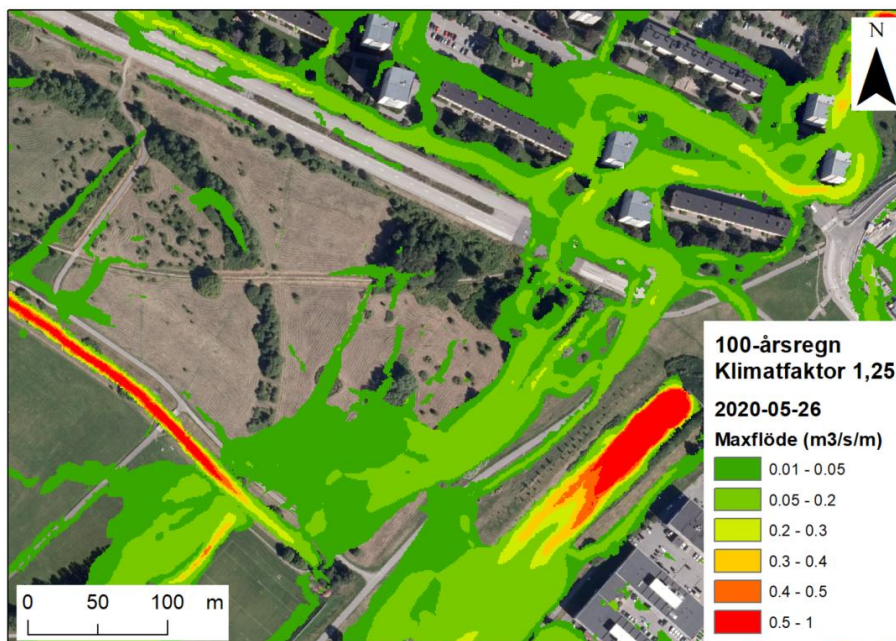 N
100-årsregn
Klimatfaktor 1,25
2020-05-26
Maxflöde (m3/s/m)
0.01 - 0.05
0.05 - 0.2
0.2 - 0.3
0.3 - 0.4
0.4 - 0.5
0.5 - 1
0 50 100 m